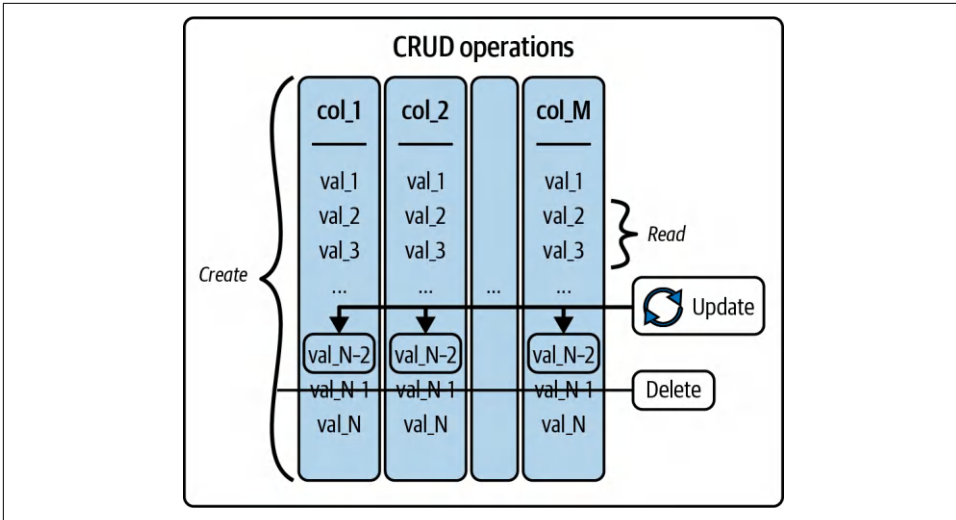 CRUD operations
col_1 col_2 col_M
val_1 val_1 val_1
val_2 val_2 val_2
Read
val_3 val_3 val_3
Create
... ... ... ...
Update
val_N–2 val_N–2 val_N–2
val_N-1 val_N-1 val_N-1
Delete
val_N val_N val_N